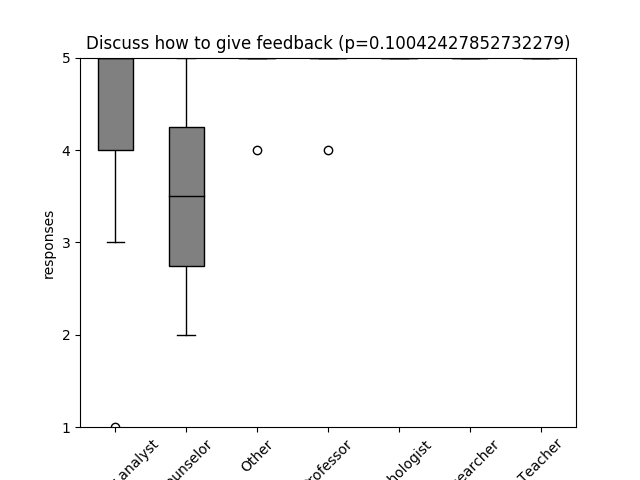 Discuss how to give feedback (p=0.10042427852732279)
responses
5
4
3
2
1
analyst
Other
Teacher